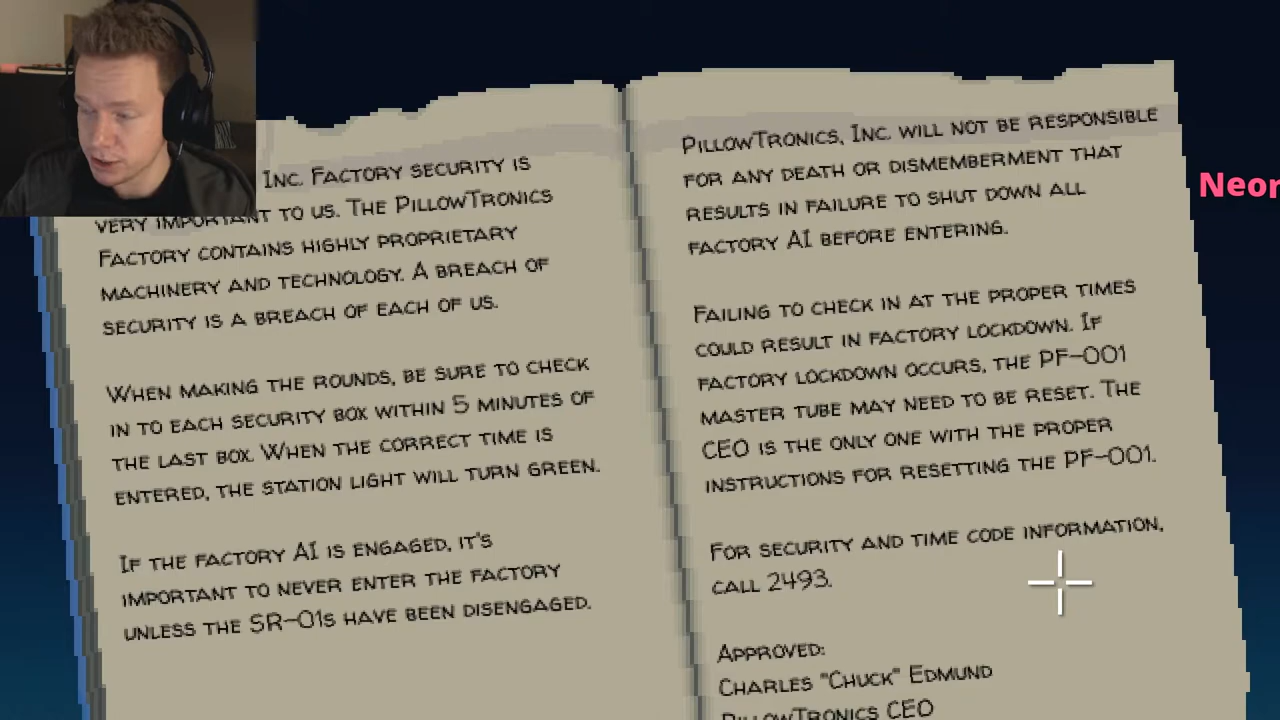 Inc. Factory security is
very important to us. The PillowTronics
Factory contains highly proprietary
machinery and technology. A breach of
security is a breach of each of us.
When making the rounds, be sure to check
in to each security box within 5 minutes of
the last box. When the correct time is
entered, the station light will turn green.
If the factory AI is engaged, it's
important to never enter the factory
unless the SR-01s have been disengaged.
PillowTronics, Inc. will not be responsible
for any death or dismemberment that
results in failure to shut down all
factory AI before entering.
Failing to check in at the proper times
could result in factory lockdown. If
factory lockdown occurs, the PF-001
master tube may need to be reset. The
CEO is the only one with the proper
instructions for resetting the PF-001.
For security and time code information,
call 2493.
Approved:
Charles "Chuck" Edmund
PillowTronics CEO